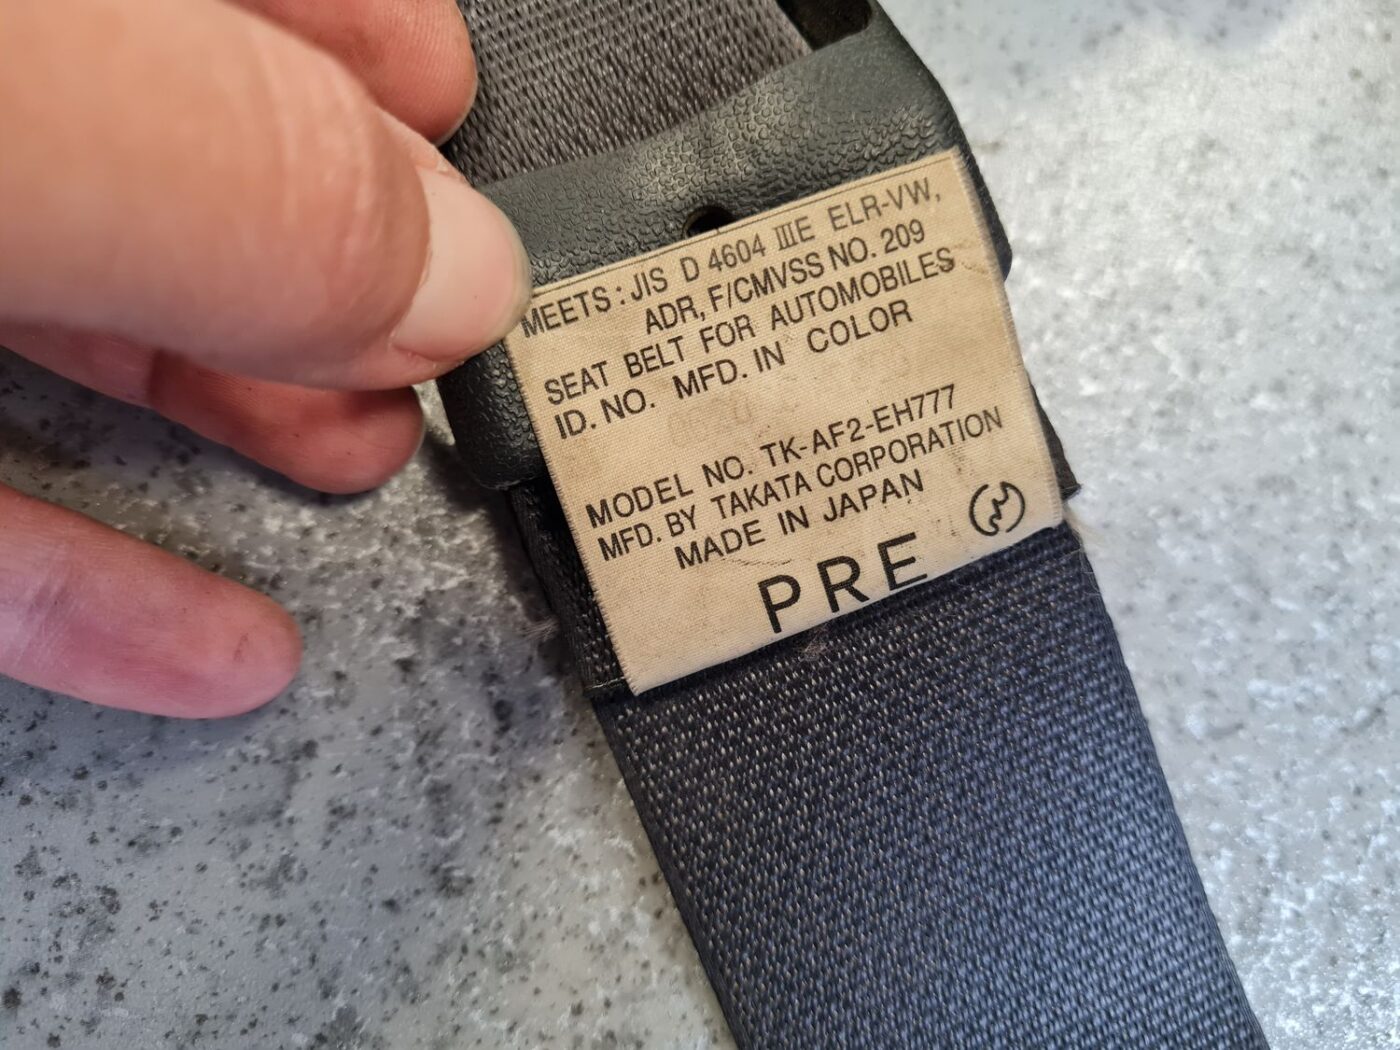 MEETS : JIS D 4604 IIIE ELR-VW,
ADR, F/CMVSS NO. 209
SEAT BELT FOR AUTOMOBILES
ID. NO. MFD. IN COLOR
MODEL NO. TK-AF2-EH777
MFD. BY TAKATA CORPORATION
MADE IN JAPAN
PRE